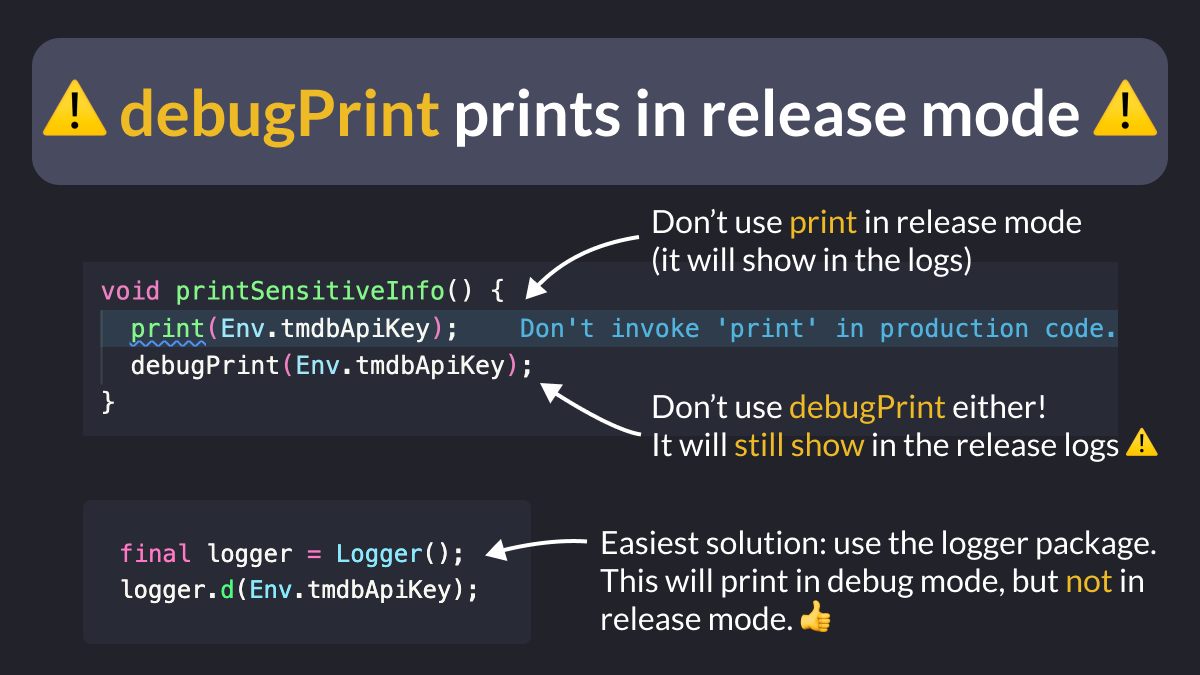 ⚠️ debugPrint prints in release mode ⚠️
Don’t use print in release mode
(it will show in the logs)
void printSensitiveInfo() {
print(Env.tmdbApiKey); Don't invoke 'print' in production code.
debugPrint(Env.tmdbApiKey);
}
Don’t use debugPrint either!
It will still show in the release logs ⚠️
final logger = Logger();
logger.d(Env.tmdbApiKey);
Easiest solution: use the logger package.
This will print in debug mode, but not in
release mode. 👍